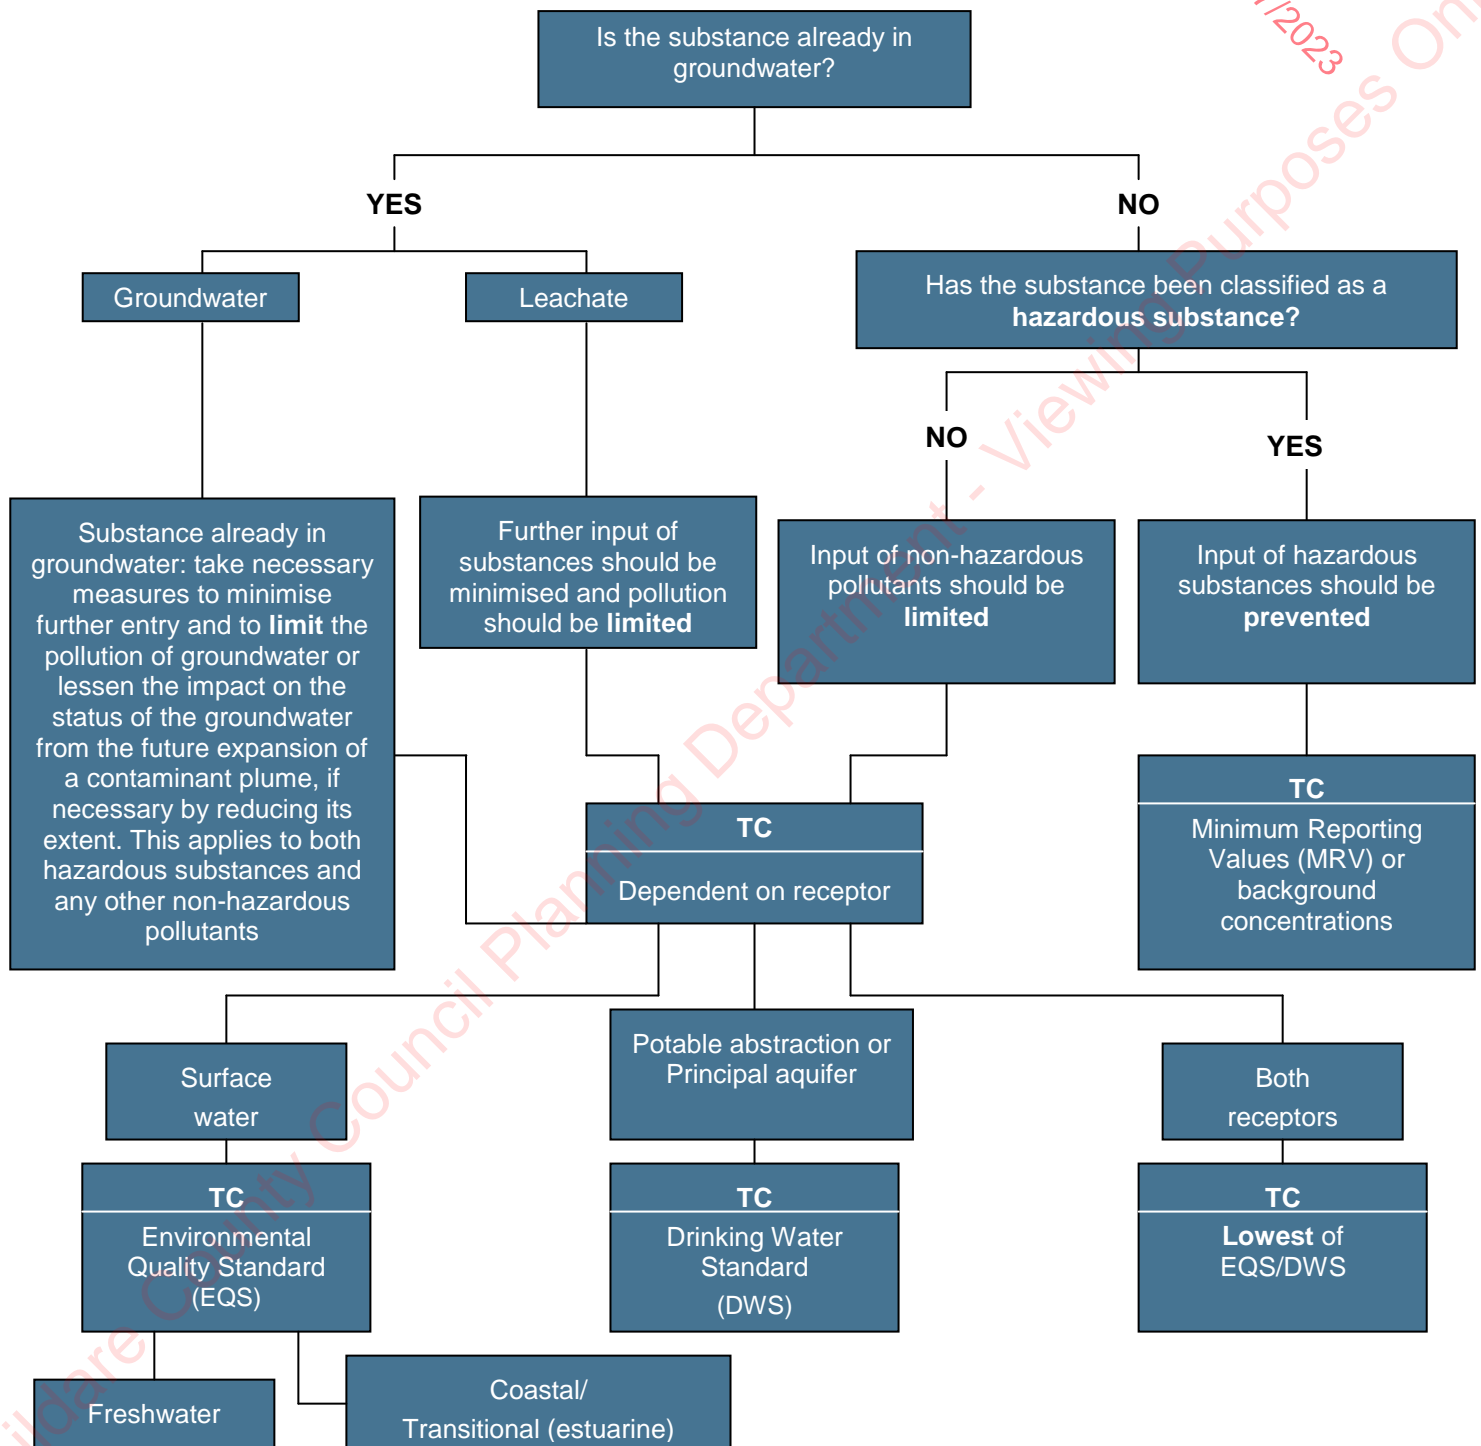 7/2023
Is the substance already in
groundwater?
YES
NO
Groundwater
Leachate
Has the substance been classified as a
hazardous substance?
NO
YES
Substance already in
groundwater: take necessary
measures to minimise
further entry and to limit the
pollution of groundwater or
lessen the impact on the
status of the groundwater
from the future expansion of
a contaminant plume, if
necessary by reducing its
extent. This applies to both
hazardous substances and
any other non-hazardous
pollutants
Further input of
substances should be
minimised and pollution
should be limited
Input of non-hazardous
pollutants should be
limited
Input of hazardous
substances should be
prevented
TC
Dependent on receptor
TC
Minimum Reporting
Values (MRV) or
background
concentrations
Surface
water
Potable abstraction or
Principal aquifer
Both
receptors
TC
Environmental
Quality Standard
(EQS)
TC
Drinking Water
Standard
(DWS)
TC
Lowest of
EQS/DWS
Freshwater
Coastal/
Transitional (estuarine)
ildare County Council Planning Department - Viewing Purposes On